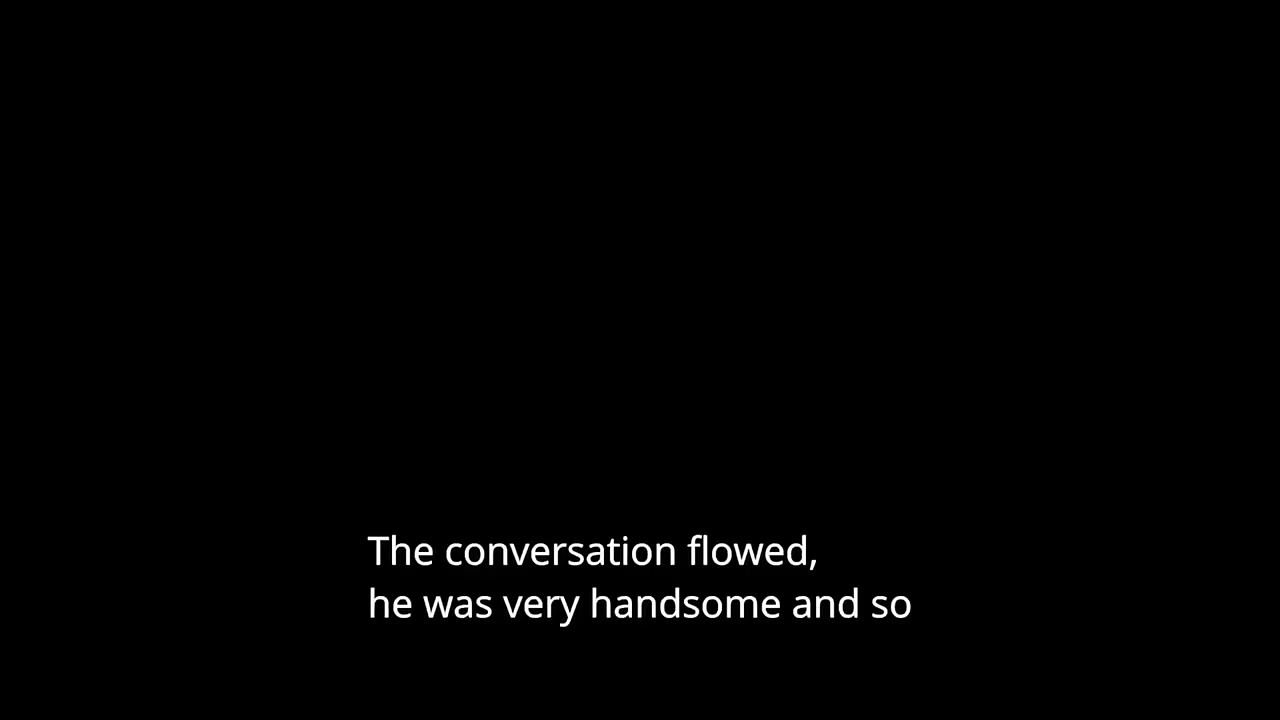 The conversation flowed,
he was very handsome and so